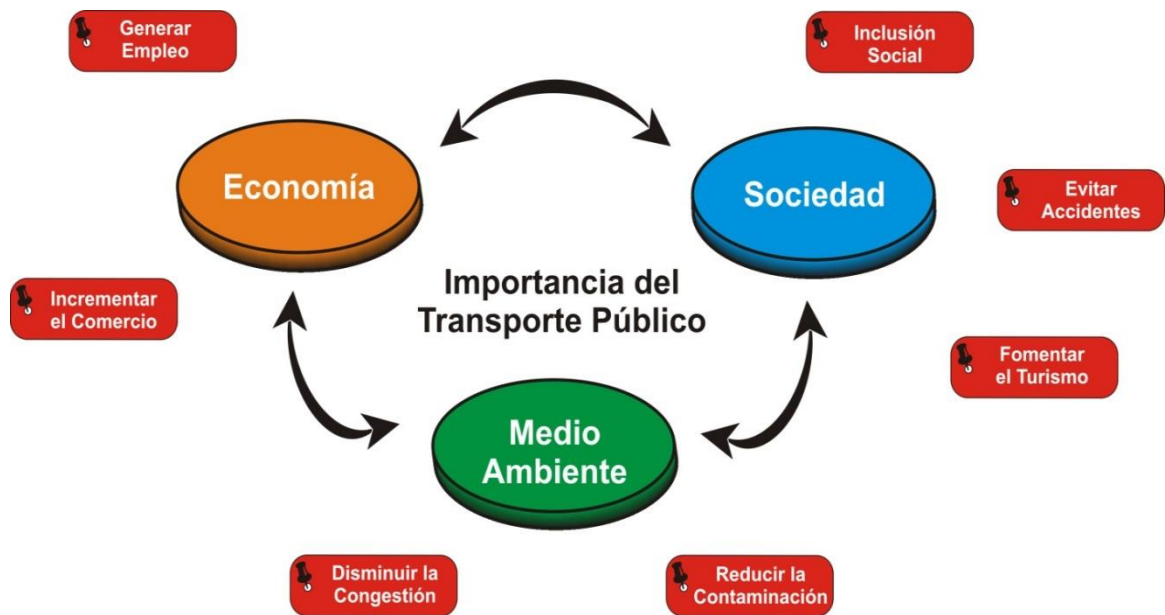 Generar
Empleo
Inclusión
Social
Economía
Sociedad
Evitar
Accidentes
Importancia del
Transporte Público
Incrementar
el Comercio
Fomentar
el Turismo
Medio
Ambiente
Disminuir la
Congestión
Reducir la
Contaminación